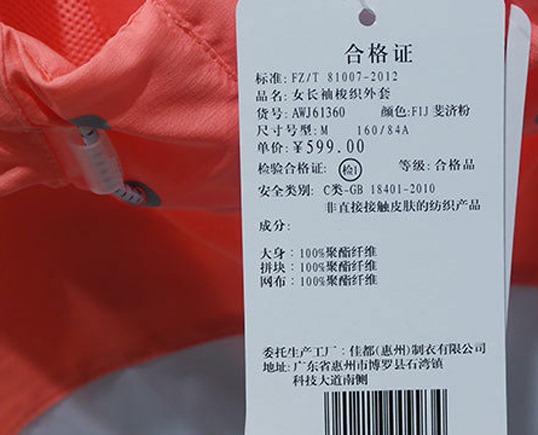 合格证
标准: FZ/T 81007-2012
品名: 女长袖梭织外套
货号: AWJ61360 颜色: FIJ 斐济粉
尺寸号型: M 160/84A
单价: ¥599.00
检验合格证: 检1 等级: 合格品
安全类别: C类-GB 18401-2010
非直接接触皮肤的纺织产品
成分:
大身: 100%聚酯纤维
拼块: 100%聚酯纤维
网布: 100%聚酯纤维
委托生产工厂: 佳都(惠州)制衣有限公司
地址: 广东省惠州市博罗县石湾镇
科技大道南侧